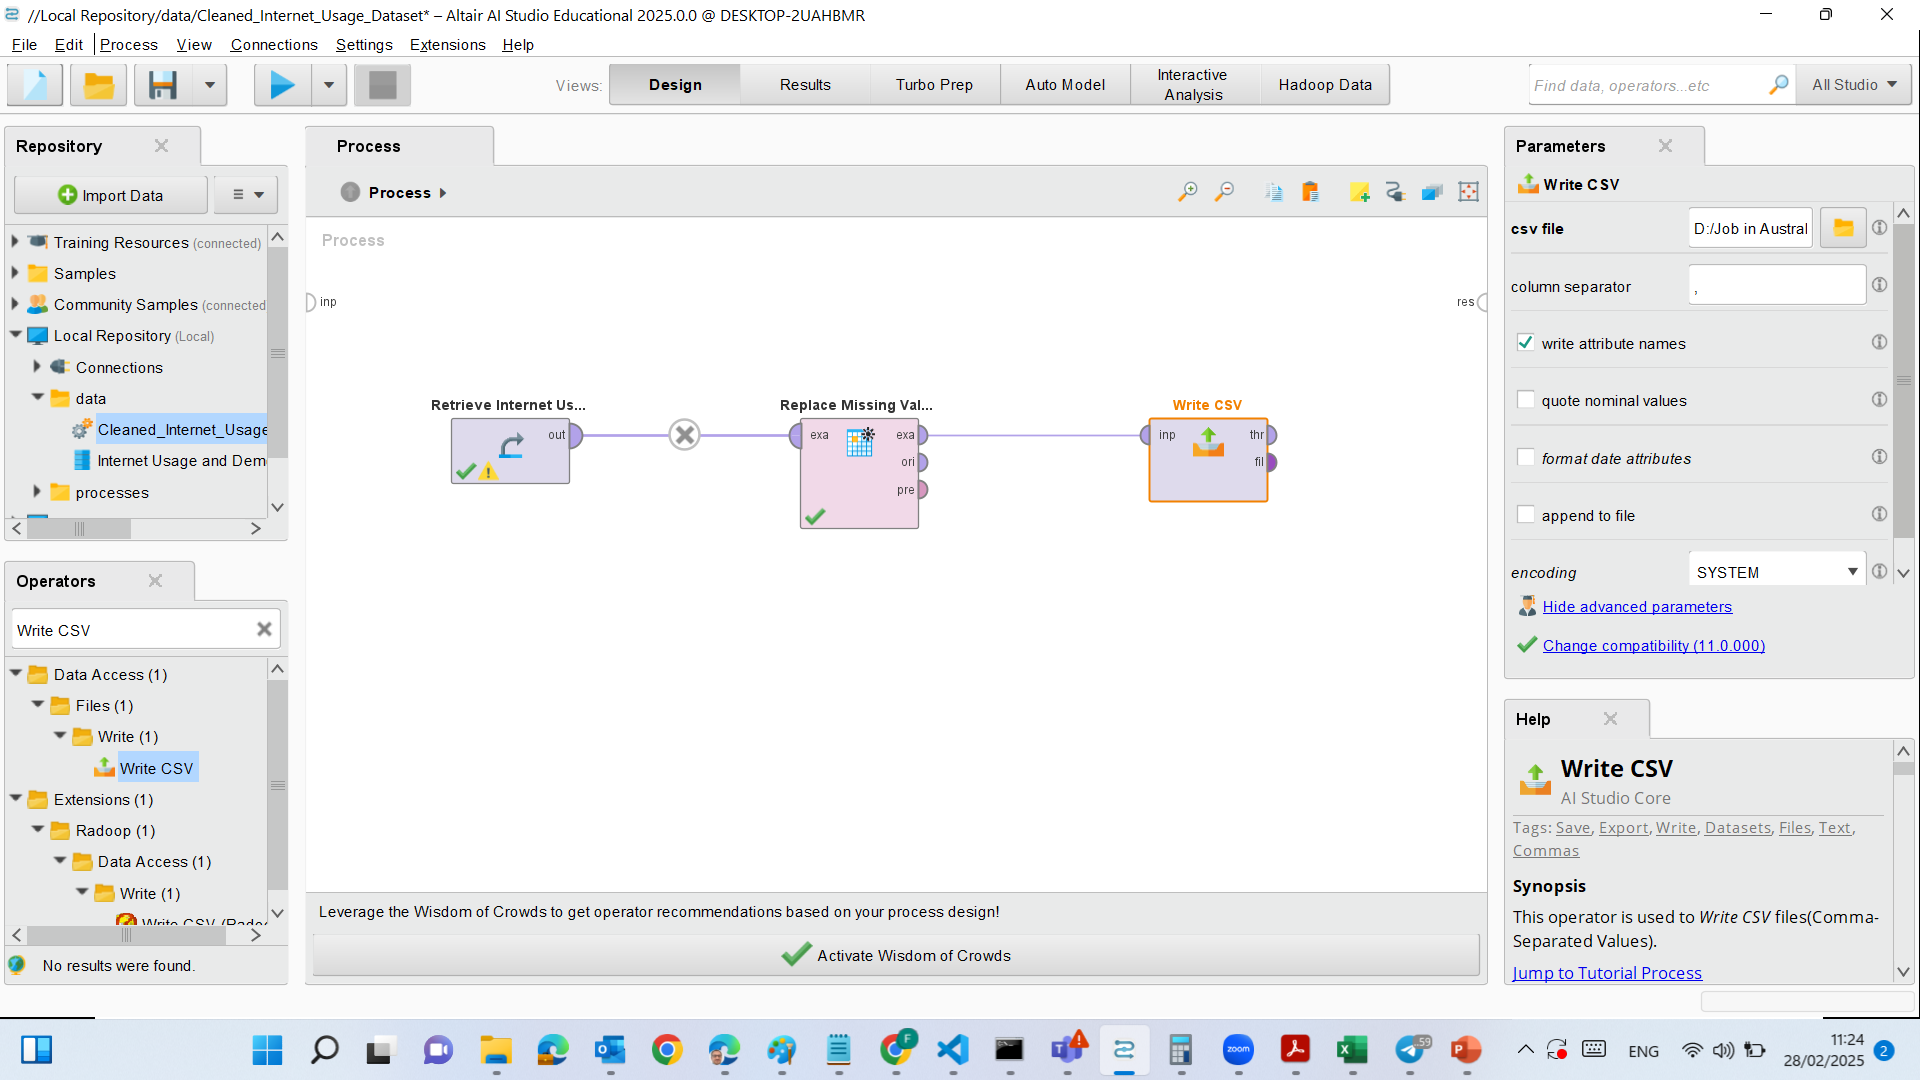 //Local Repository/data/Cleaned_Internet_Usage_Dataset* – Altair AI Studio Educational 2025.0.0 @ DESKTOP-2UAHBMR
File Edit Process View Connections Settings Extensions Help
Views: Design Results Turbo Prep Auto Model Interactive Analysis Hadoop Data
Find data, operators...etc
All Studio
Repository
Import Data
Training Resources (connected)
Samples
Community Samples (connected
Local Repository (Local)
Connections
data
Cleaned_Internet_Usage
Internet Usage and Dem
processes
Operators
Write CSV
Data Access (1)
Files (1)
Write (1)
Write CSV
Extensions (1)
Radoop (1)
Data Access (1)
Write (1)
Write CSV (Rado
No results were found.
Process
Process
Process
inp
res
Retrieve Internet Us...
out
Replace Missing Val...
exa exa
ori
pre
Write CSV
inp thr
fil
Leverage the Wisdom of Crowds to get operator recommendations based on your process design!
Activate Wisdom of Crowds
Parameters
Write CSV
csv file D:/Job in Austral
column separator ,
write attribute names
quote nominal values
format date attributes
append to file
encoding SYSTEM
Hide advanced parameters
Change compatibility (11.0.000)
Help
Write CSV
AI Studio Core
Tags: Save, Export, Write, Datasets, Files, Text,
Commas
Synopsis
This operator is used to Write CSV files(Comma-
Separated Values).
Jump to Tutorial Process
F
zoom
59
ENG
11:24
28/02/2025
2